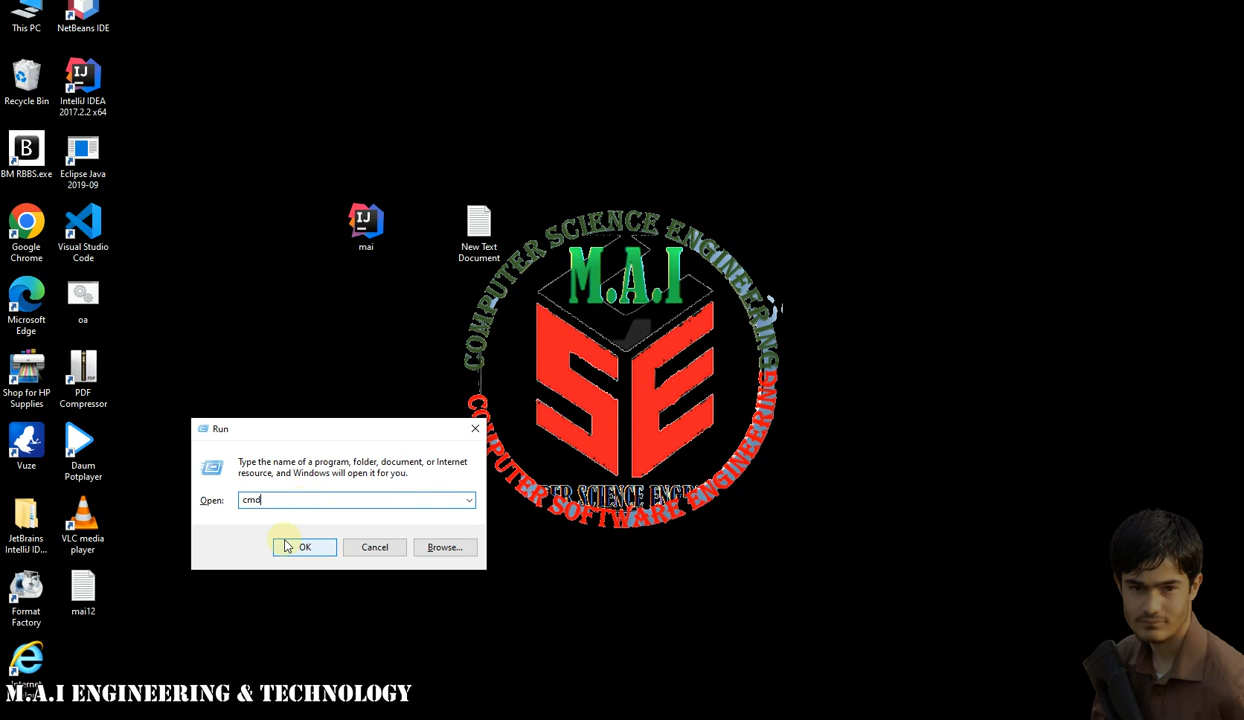 This PC
NetBeans IDE
Recycle Bin
IntelliJ IDEA
2017.2.2 x64
BM RBBS.exe
Eclipse Java
2019-09
Google
Chrome
Visual Studio
Code
Microsoft
Edge
oa
Shop for HP
Supplies
PDF
Compressor
Vuze
Daum
Potplayer
JetBrains
IntelliJ ID...
VLC media
player
Format
Factory
mai12
mai
New Text
Document
COMPUTER SCIENCE ENGINEERING
M.A.I
SE
COMPUTER SOFTWARE ENGINEERING
Run
Type the name of a program, folder, document, or Internet
resource, and Windows will open it for you.
Open:
cmd
OK
Cancel
Browse...
M.A.I ENGINEERING & TECHNOLOGY